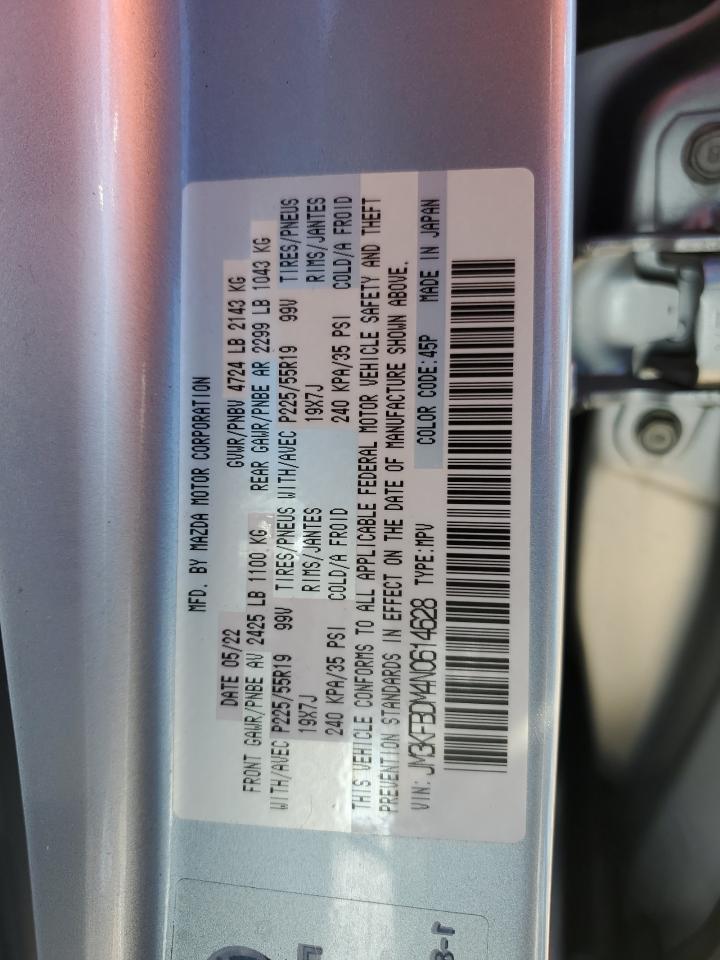 MFD. BY MAZDA MOTOR CORPORATION
DATE 05/22 GVWR/PNBV 4724 LB 2143 KG
FRONT GAWR/PNBE AV 2425 LB 1100 KG REAR GAWR/PNBE AR 2299 LB 1043 KG
WITH/AVEC P225/55R19 99V TIRES/PNEUS WITH/AVEC P225/55R19 99V TIRES/PNEUS
19X7J RIMS/JANTES 19X7J RIMS/JANTES
240 KPA/35 PSI COLD/A FROID 240 KPA/35 PSI COLD/A FROID
THIS VEHICLE CONFORMS TO ALL APPLICABLE FEDERAL MOTOR VEHICLE SAFETY AND THEFT
PREVENTION STANDARDS IN EFFECT ON THE DATE OF MANUFACTURE SHOWN ABOVE.
VIN: JM3KFBDM4N0614628 TYPE:MPV COLOR CODE:45P MADE IN JAPAN